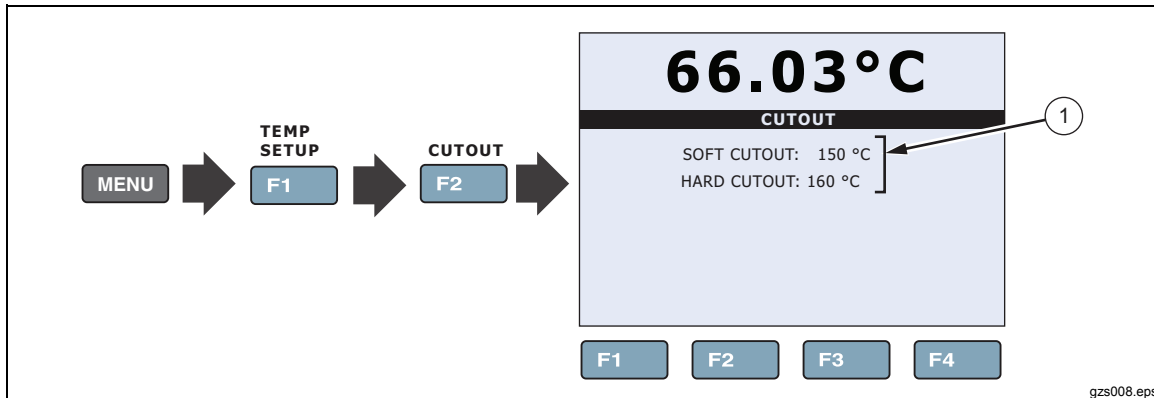 66.03°C
CUTOUT
1
SOFT CUTOUT: 150 °C
HARD CUTOUT: 160 °C
TEMP
SETUP
CUTOUT
MENU
F1
F2
F1
F2
F3
F4
gzs008.eps